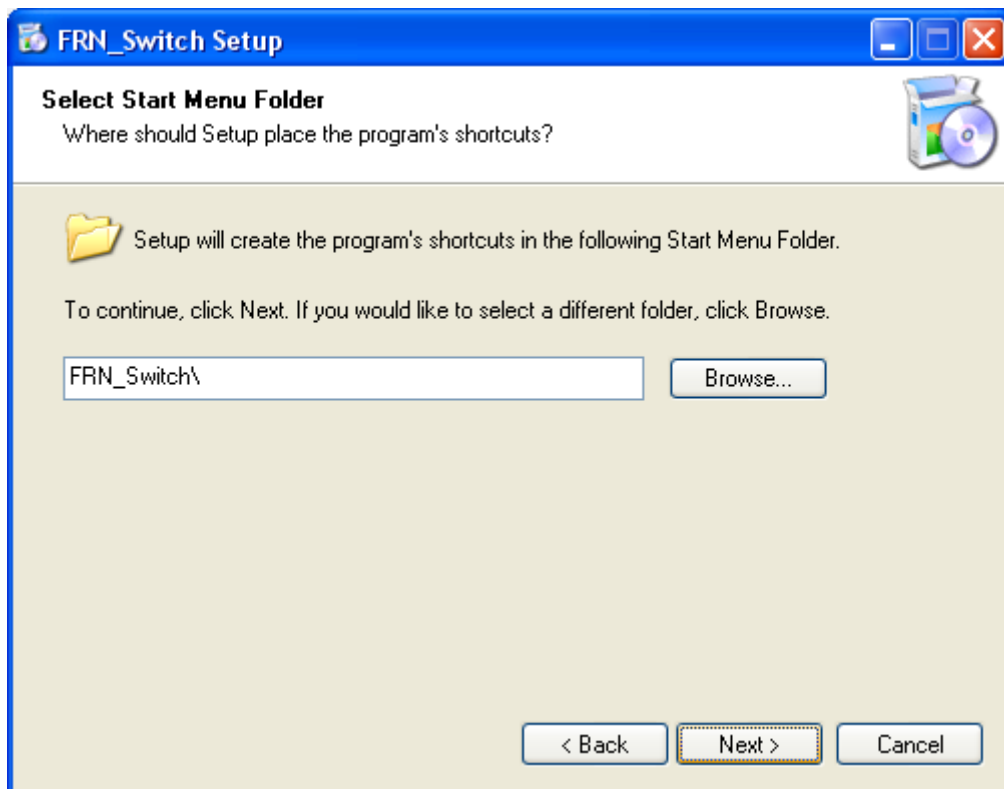 FRN_Switch Setup
Select Start Menu Folder
Where should Setup place the program's shortcuts?
Setup will create the program's shortcuts in the following Start Menu Folder.
To continue, click Next. If you would like to select a different folder, click Browse.
FRN_Switch\
Browse...
< Back
Next >
Cancel